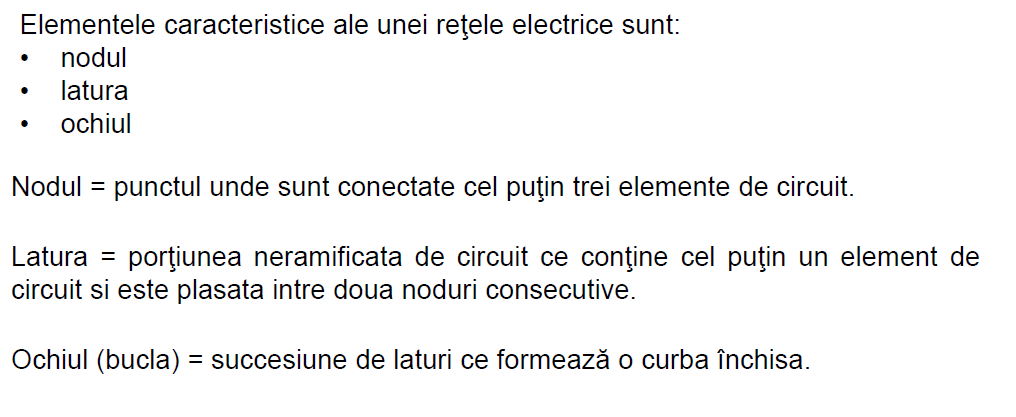 Elementele caracteristice ale unei reţele electrice sunt:
• nodul
• latura
• ochiul
Nodul = punctul unde sunt conectate cel puţin trei elemente de circuit.
Latura = porţiunea neramificata de circuit ce conţine cel puţin un element de
circuit si este plasata intre doua noduri consecutive.
Ochiul (bucla) = succesiune de laturi ce formează o curba închisa.